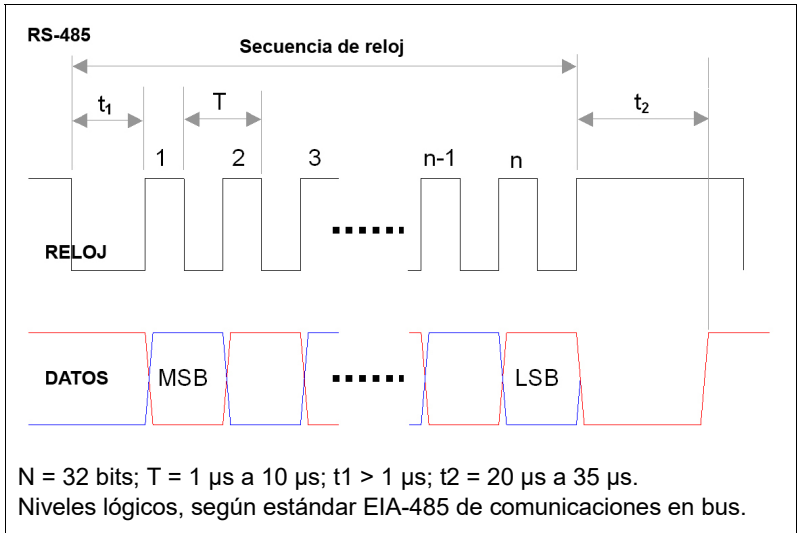 RS-485
Secuencia de reloj
t₁ T t₂
1 2 3 n-1 n
RELOJ
DATOS MSB LSB
N = 32 bits; T = 1 µs a 10 µs; t1 > 1 µs; t2 = 20 µs a 35 µs.
Niveles lógicos, según estándar EIA-485 de comunicaciones en bus.